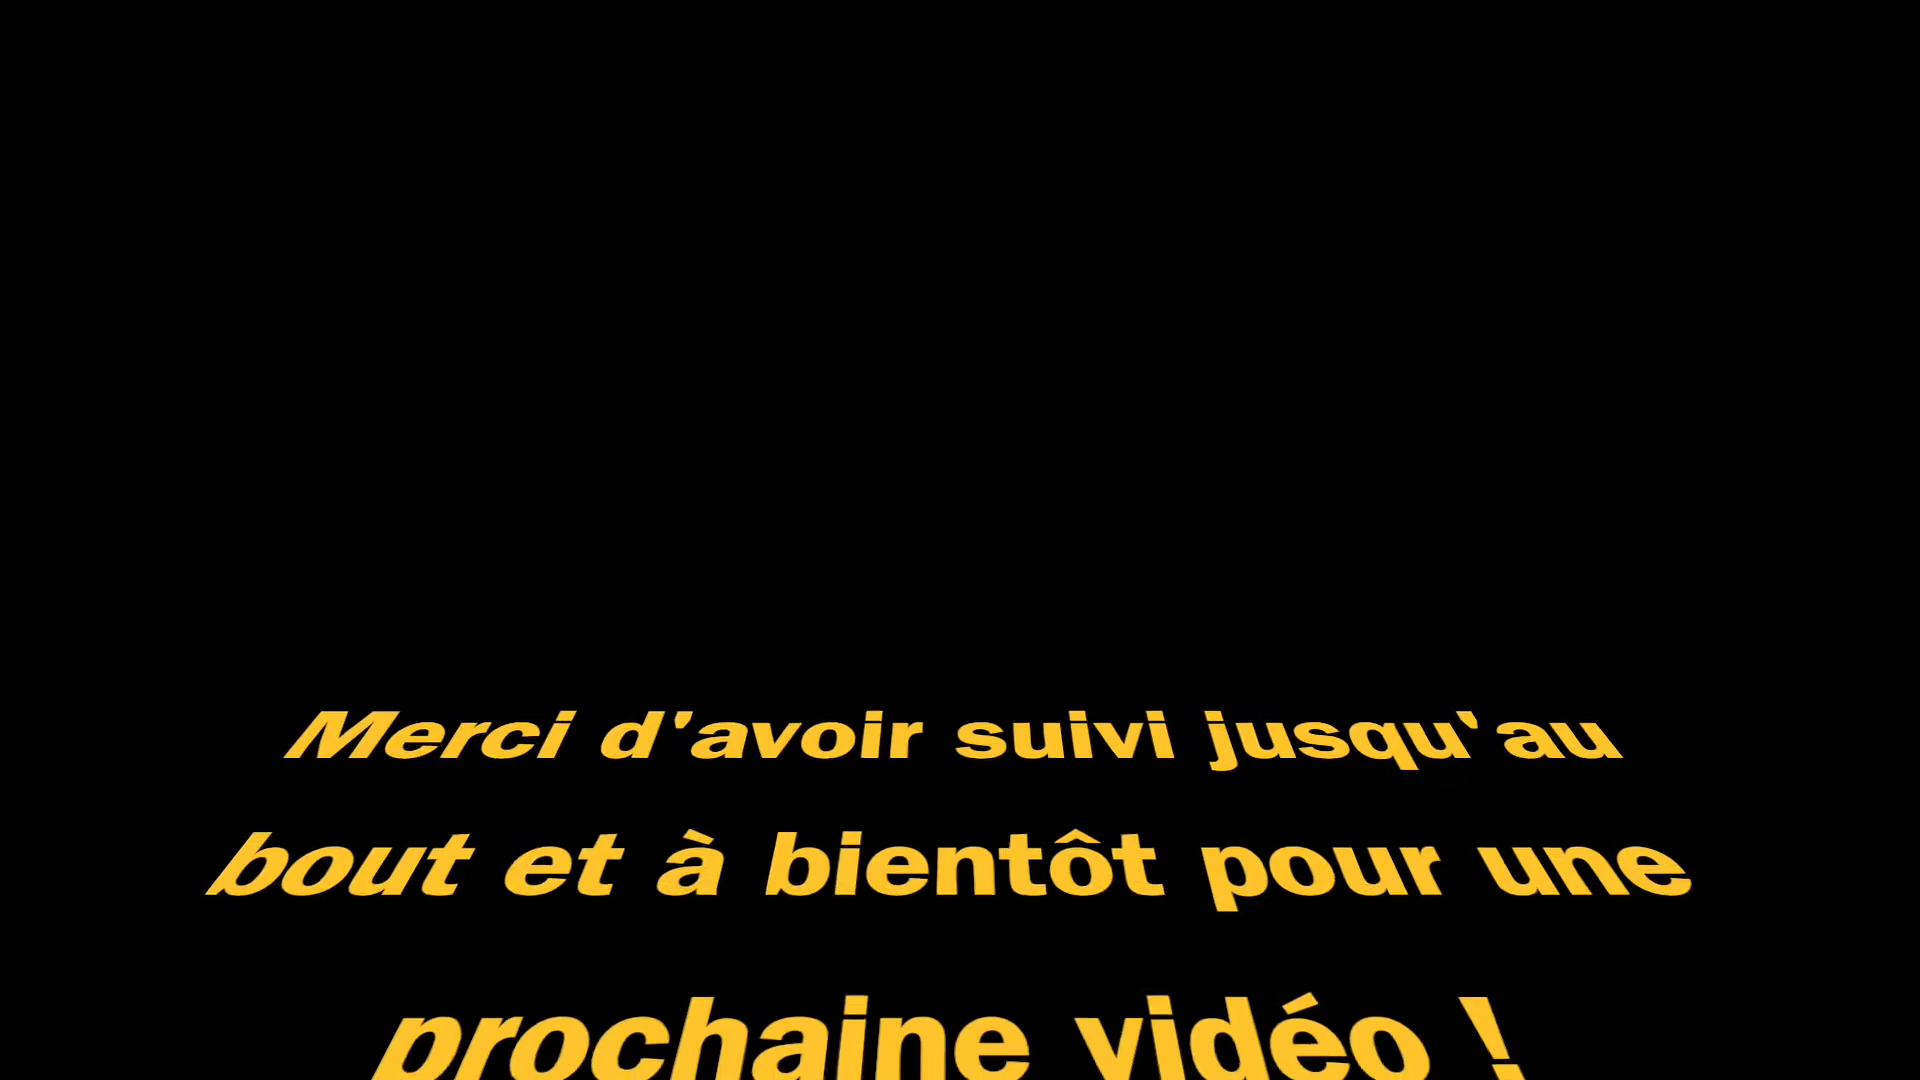 Merci d'avoir suivi jusqu'au
bout et à bientôt pour une
prochaine vidéo !